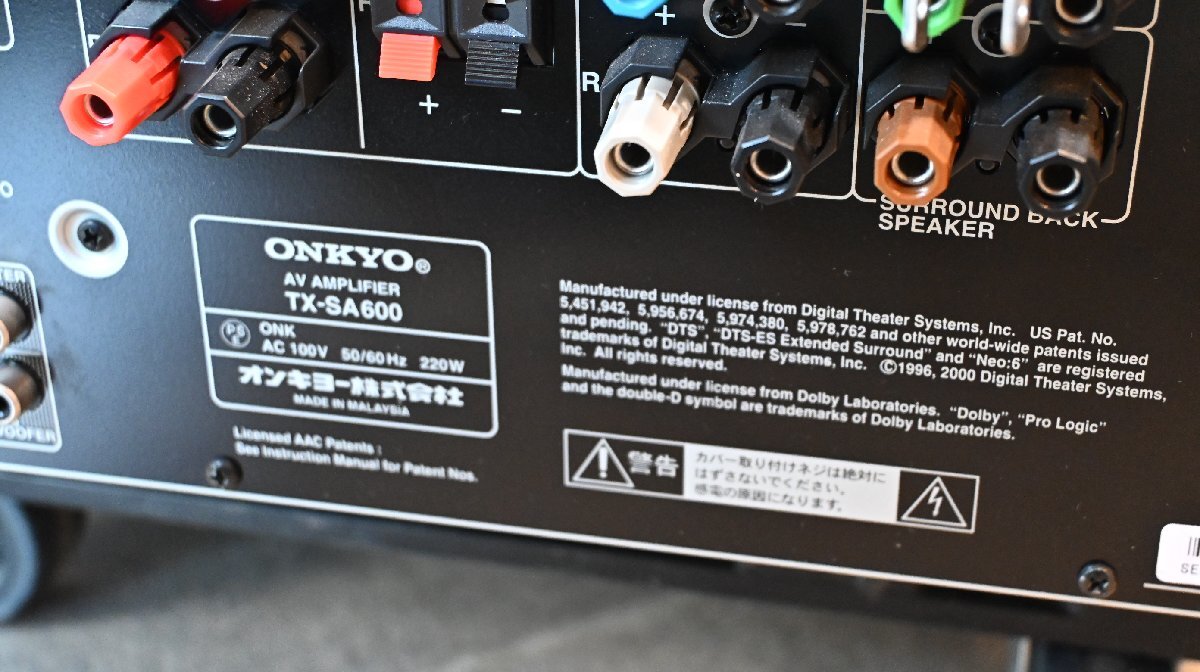 R
+
−
+
−
R
SURROUND BACK
SPEAKER
ONKYO®
AV AMPLIFIER
TX-SA600
PS
E
ONK
AC 100V 50/60Hz 220W
オンキヨー株式会社
MADE IN MALAYSIA
Licensed AAC Patents :
See Instruction Manual for Patent Nos.
Manufactured under license from Digital Theater Systems, Inc. US Pat. No.
5,451,942, 5,956,674, 5,974,380, 5,978,762 and other world-wide patents issued
and pending. “DTS”, “DTS-ES Extended Surround” and “Neo:6” are registered
trademarks of Digital Theater Systems, Inc. ©1996, 2000 Digital Theater Systems,
Inc. All rights reserved.
Manufactured under license from Dolby Laboratories. “Dolby”, “Pro Logic”
and the double-D symbol are trademarks of Dolby Laboratories.
警告
カバー取り付けネジは絶対に
はずさないでください。
感電の原因になります。
WOOFER
SE